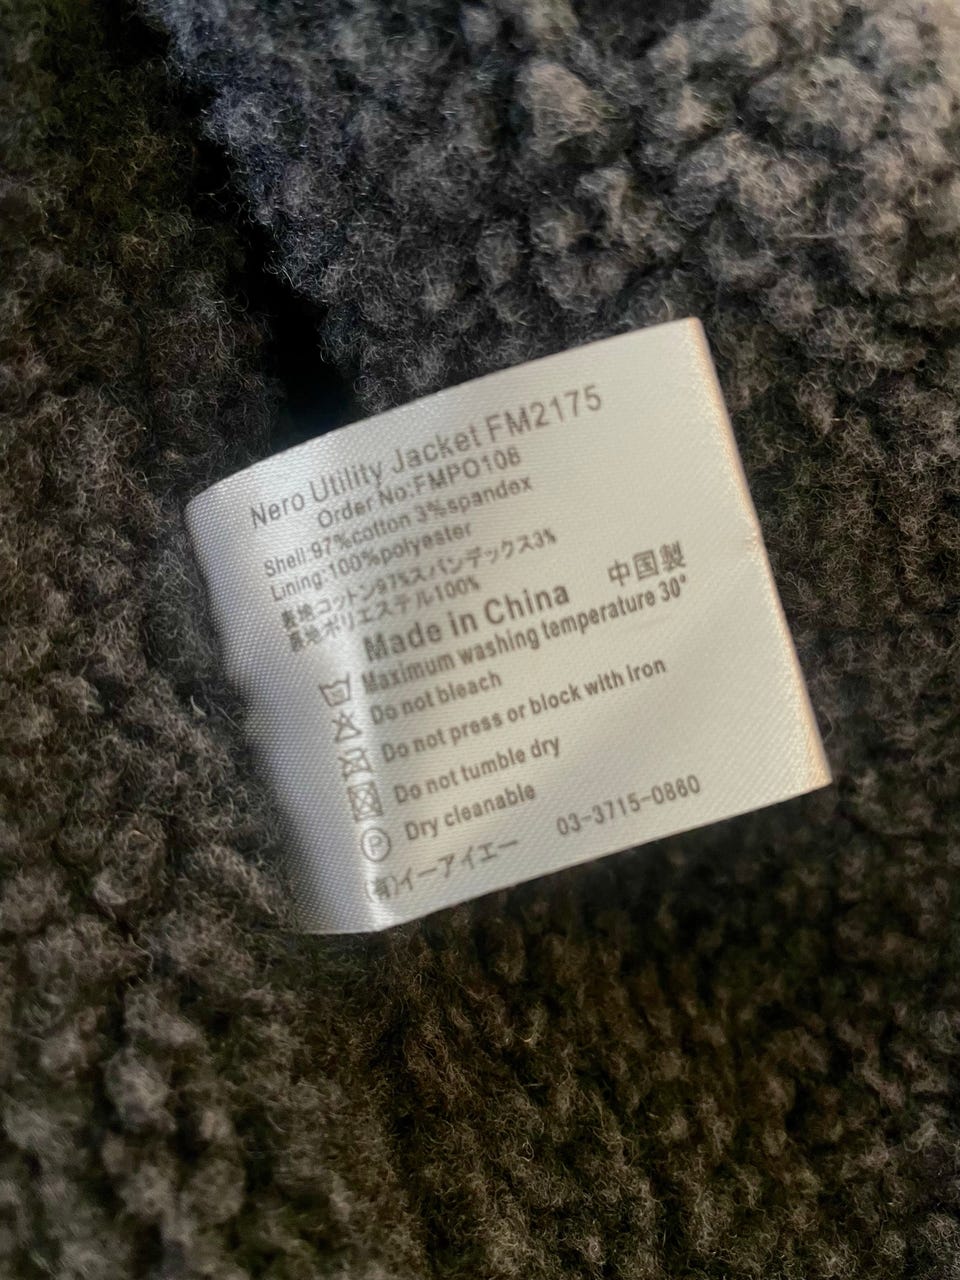 Nero Utility Jacket FM2175
Order No:FMPO108
Shell:97%cotton 3%spandex
Lining:100%polyester
表地コットン97%スパンデックス3%
裏地ポリエステル100%
Made in China 中国製
Maximum washing temperature 30°
Do not bleach
Do not press or block with iron
Do not tumble dry
P Dry cleanable
(有)イーアイエー 03-3715-0860